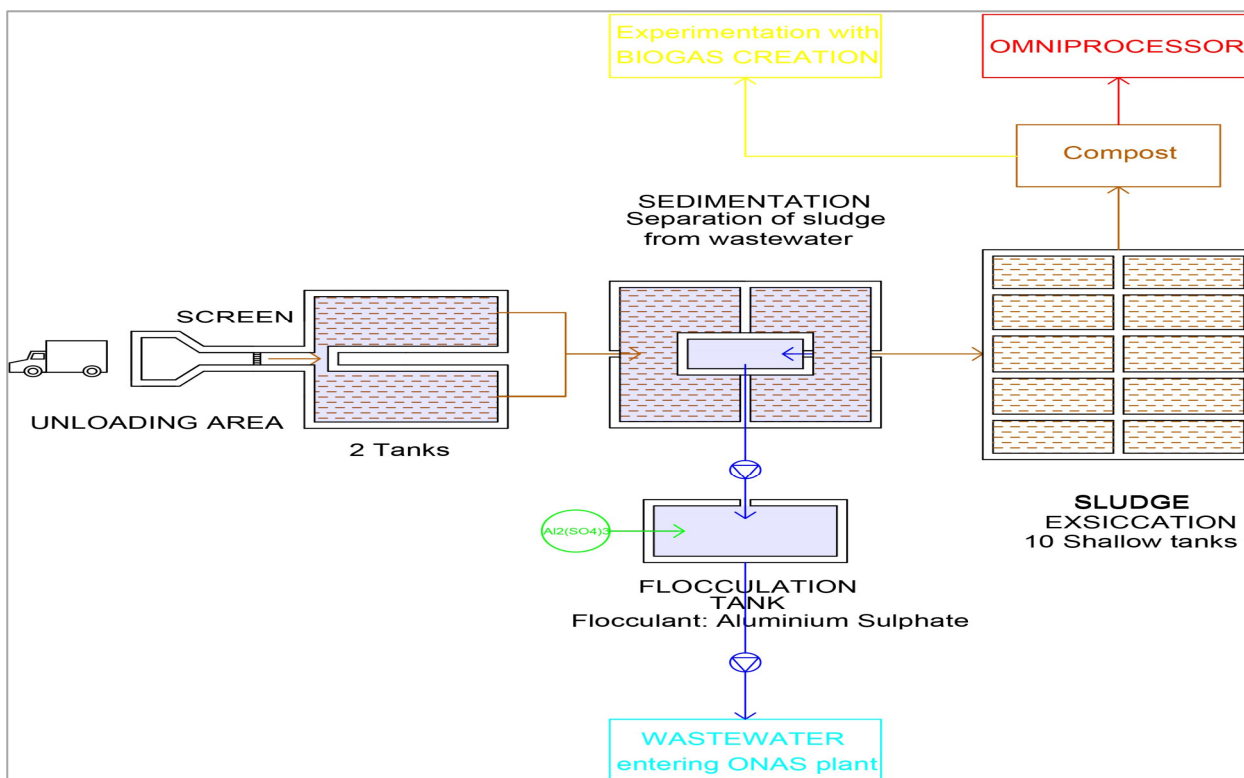 Experimentation with
BIOGAS CREATION
OMNIPROCESSOR
Compost
SEDIMENTATION
Separation of sludge
from wastewater
SCREEN
UNLOADING AREA
2 Tanks
SLUDGE
EXSICCATION
10 Shallow tanks
Al2(SO4)3
FLOCCULATION
TANK
Flocculant: Aluminium Sulphate
WASTEWATER
entering ONAS plant